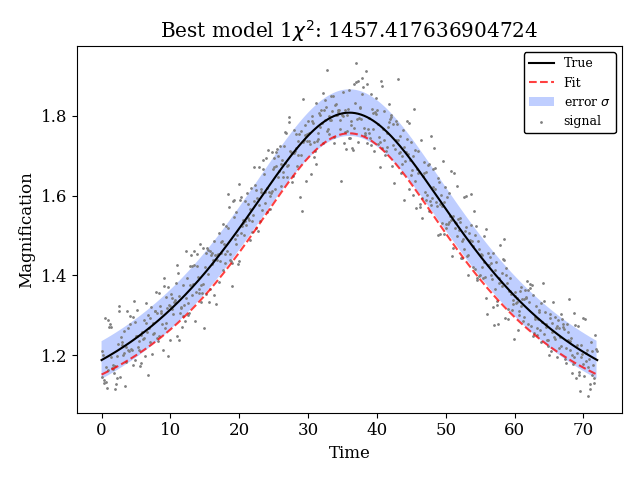 Best model 1χ²: 1457.417636904724
True
Fit
error σ
signal
Magnification
1.8
1.6
1.4
1.2
0 10 20 30 40 50 60 70
Time